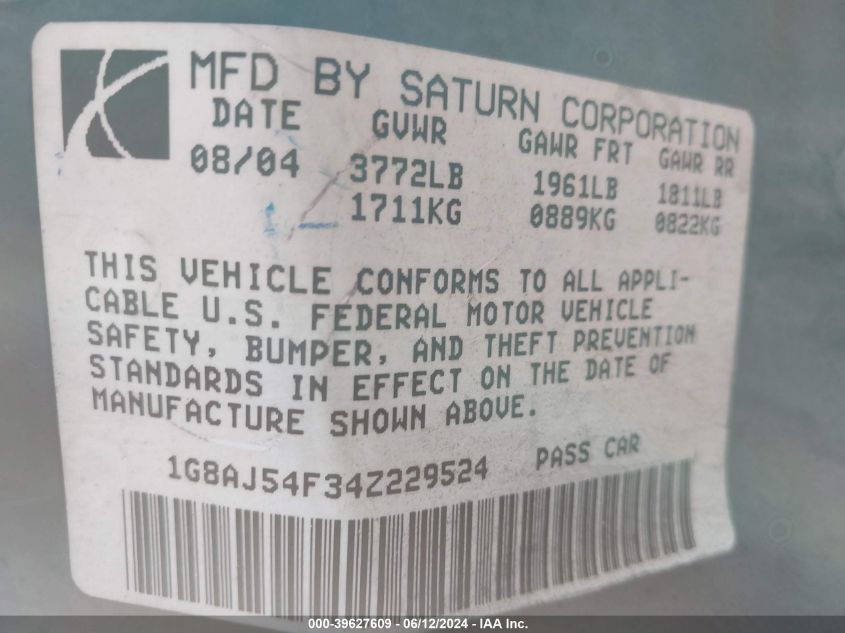 MFD BY SATURN CORPORATION
DATE GVWR GAWR FRT GAWR RR
08/04 3772LB 1961LB 1811LB
1711KG 0889KG 0822KG
THIS VEHICLE CONFORMS TO ALL APPLI-
CABLE U.S. FEDERAL MOTOR VEHICLE
SAFETY, BUMPER, AND THEFT PREVENTION
STANDARDS IN EFFECT ON THE DATE OF
MANUFACTURE SHOWN ABOVE.
1G8AJ54F34Z229524 PASS CAR
000-39627609 - 06/12/2024 - IAA Inc.